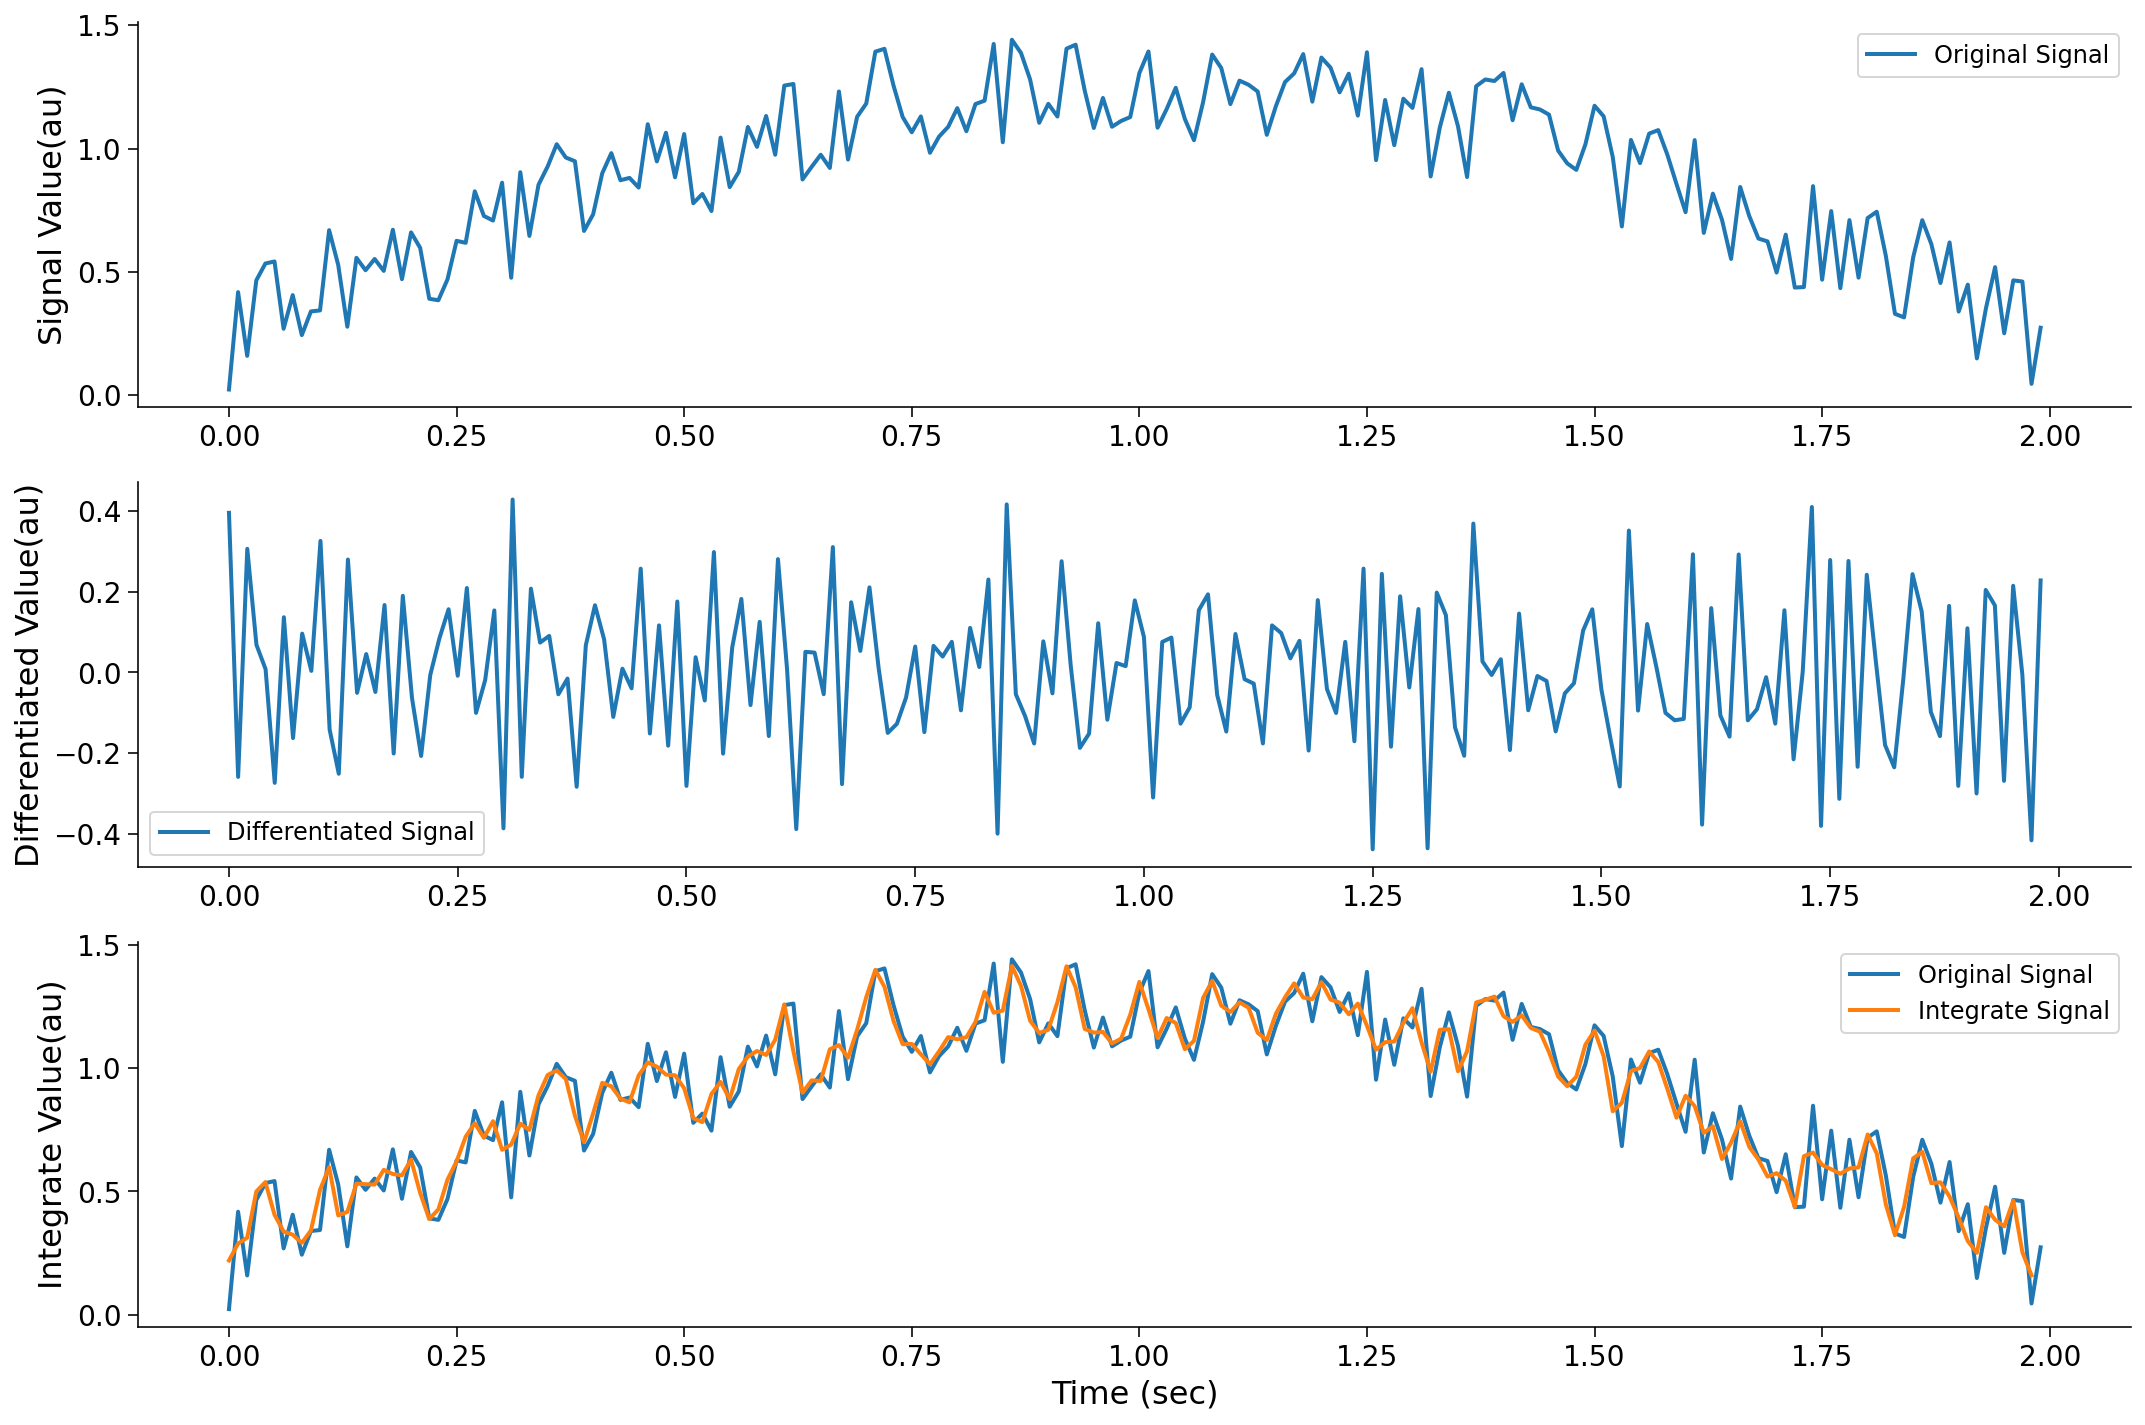 Signal Value(au)
1.5
1.0
0.5
0.0
Original Signal
0.00 0.25 0.50 0.75 1.00 1.25 1.50 1.75 2.00
Differentiated Value(au)
0.4
0.2
0.0
−0.2
−0.4
Differentiated Signal
0.00 0.25 0.50 0.75 1.00 1.25 1.50 1.75 2.00
Integrate Value(au)
1.5
1.0
0.5
0.0
Original Signal
Integrate Signal
0.00 0.25 0.50 0.75 1.00 1.25 1.50 1.75 2.00
Time (sec)